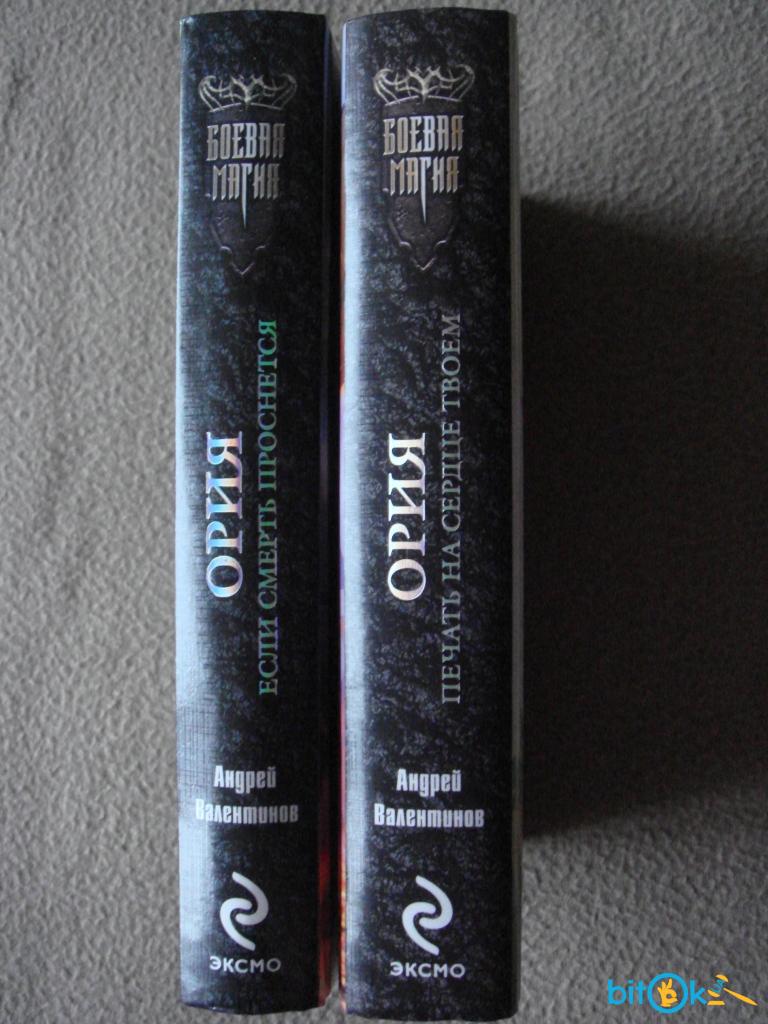 БОЕВАЯ
МАГИЯ
ОРИЯ
ЕСЛИ СМЕРТЬ ПРОСНЕТСЯ
Андрей
Валентинов
ЭКСМО
БОЕВАЯ
МАГИЯ
ОРИЯ
ПЕЧАТЬ НА СЕРДЦЕ ТВОЕМ
Андрей
Валентинов
ЭКСМО
bitOk